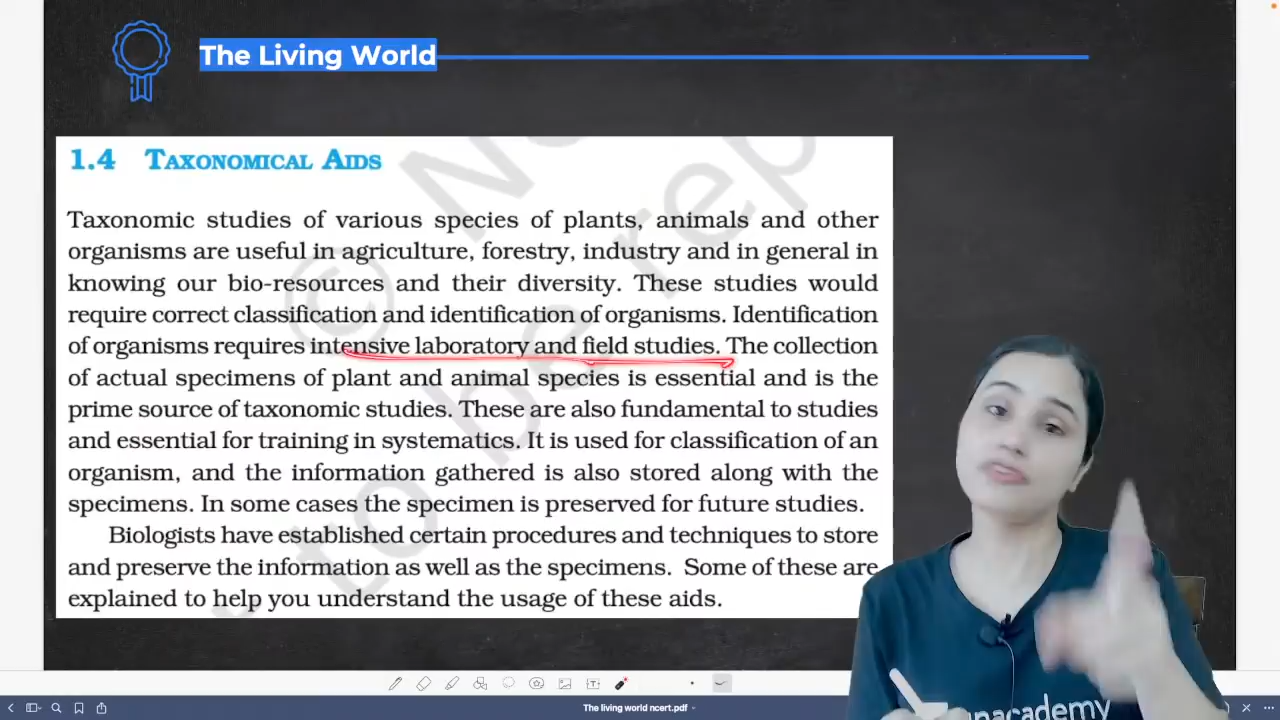 The Living World
1.4 TAXONOMICAL AIDS
Taxonomic studies of various species of plants, animals and other
organisms are useful in agriculture, forestry, industry and in general in
knowing our bio-resources and their diversity. These studies would
require correct classification and identification of organisms. Identification
of organisms requires intensive laboratory and field studies. The collection
of actual specimens of plant and animal species is essential and is the
prime source of taxonomic studies. These are also fundamental to studies
and essential for training in systematics. It is used for classification of an
organism, and the information gathered is also stored along with the
specimens. In some cases the specimen is preserved for future studies.
Biologists have established certain procedures and techniques to store
and preserve the information as well as the specimens. Some of these are
explained to help you understand the usage of these aids.
The living world ncert.pdf